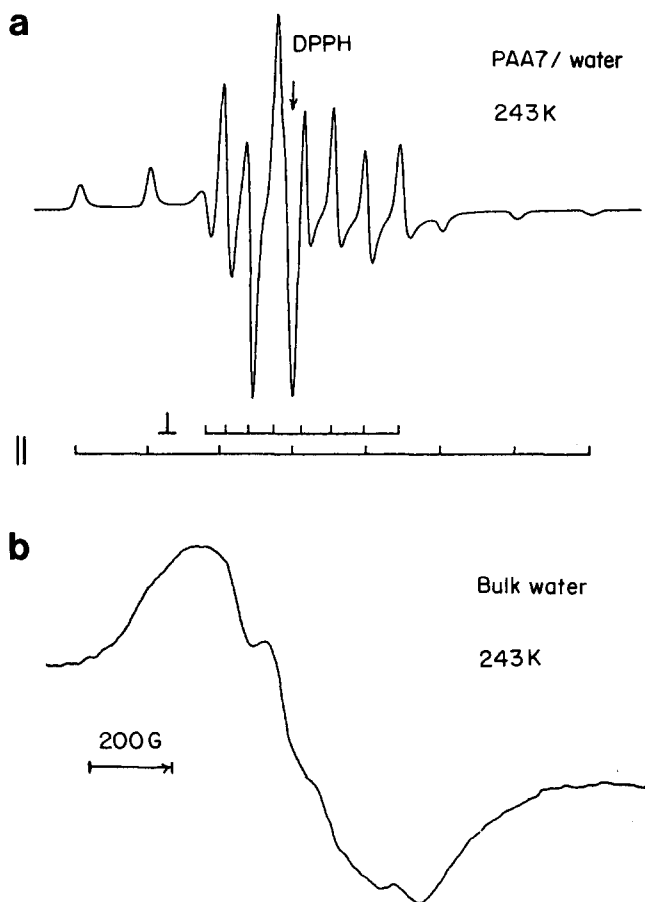 a
DPPH
PAA7/ water
243K
⊥
||
b
Bulk water
243K
200G